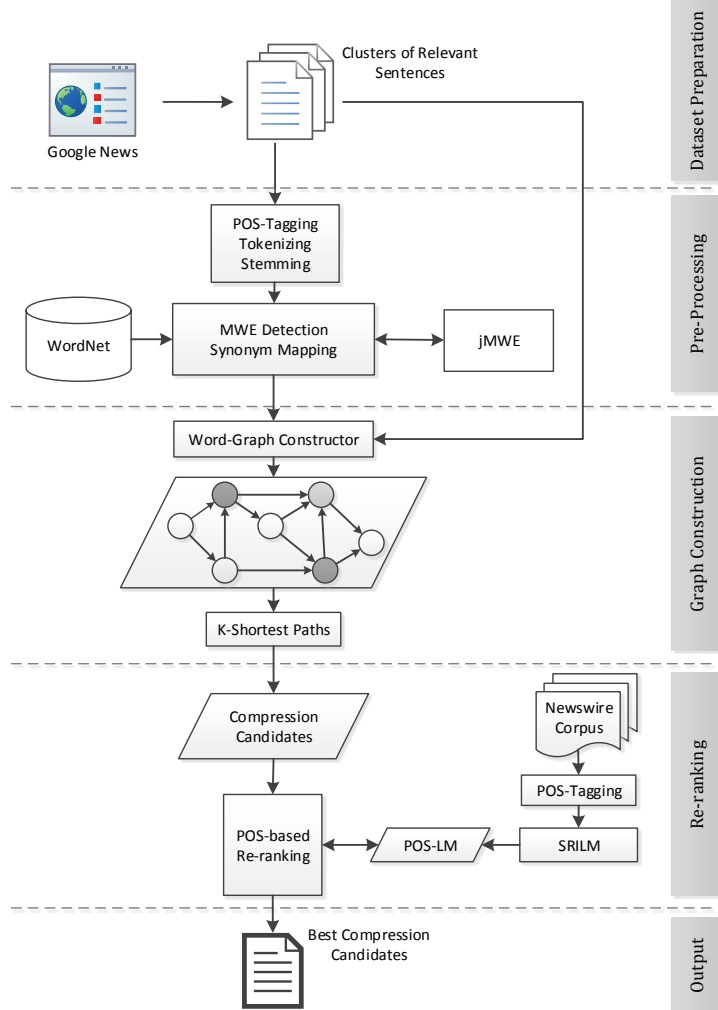 Clusters of Relevant
Sentences
Google News
Dataset Preparation
POS-Tagging
Tokenizing
Stemming
WordNet
MWE Detection
Synonym Mapping
jMWE
Pre-Processing
Word-Graph Constructor
K-Shortest Paths
Graph Construction
Compression
Candidates
Newswire
Corpus
POS-Tagging
POS-based
Re-ranking
POS-LM
SRILM
Re-ranking
Best Compression
Candidates
Output